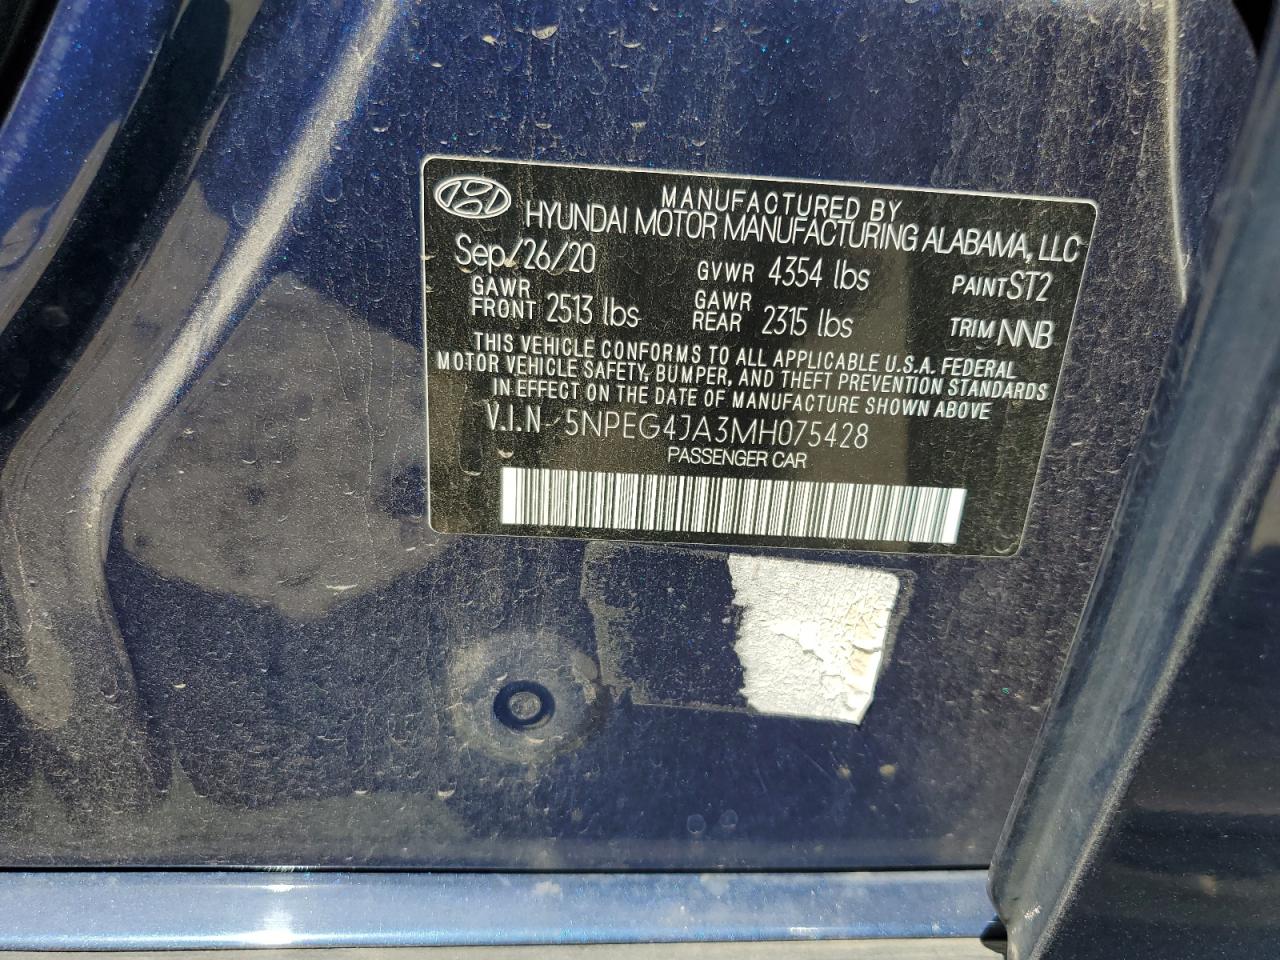 MANUFACTURED BY
HYUNDAI MOTOR MANUFACTURING ALABAMA, LLC
Sep/26/20 GVWR 4354 lbs PAINT ST2
GAWR FRONT 2513 lbs GAWR REAR 2315 lbs TRIM NNB
THIS VEHICLE CONFORMS TO ALL APPLICABLE U.S.A. FEDERAL
MOTOR VEHICLE SAFETY, BUMPER, AND THEFT PREVENTION STANDARDS
IN EFFECT ON THE DATE OF MANUFACTURE SHOWN ABOVE
V.I.N 5NPEG4JA3MH075428
PASSENGER CAR